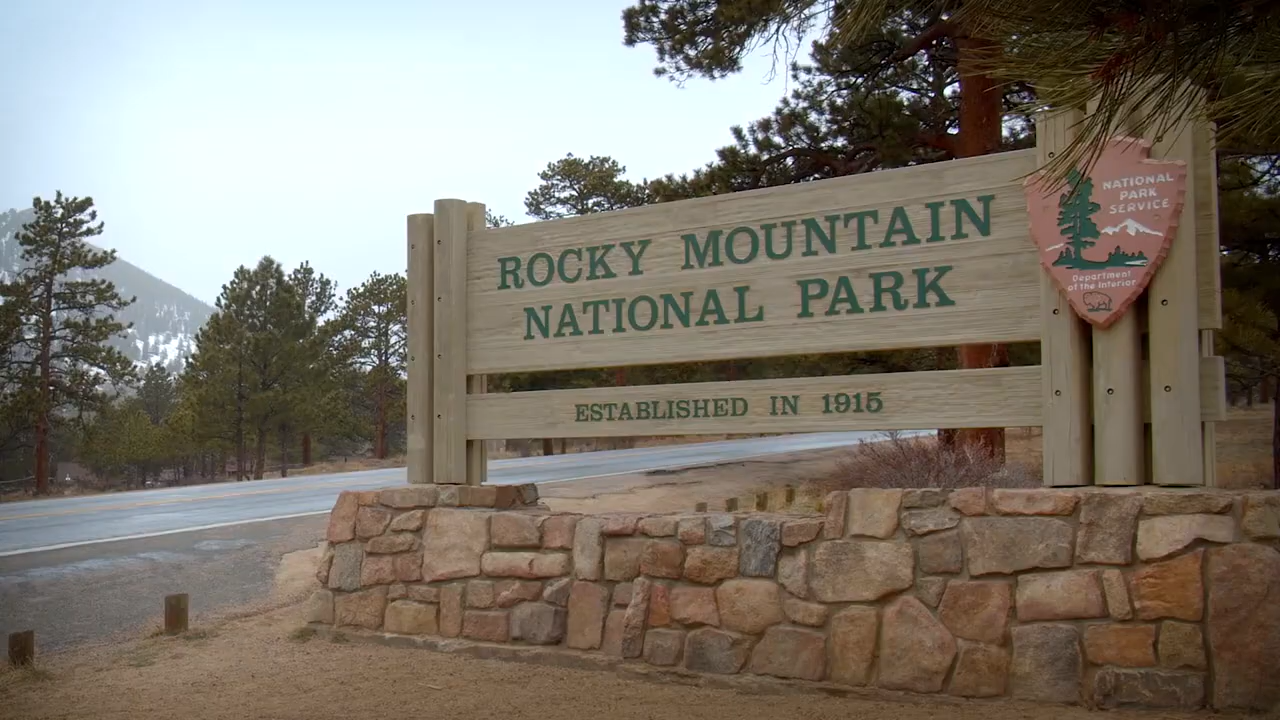 ROCKY MOUNTAIN
NATIONAL PARK
ESTABLISHED IN 1915
NATIONAL
PARK
SERVICE
Department
of the Interior